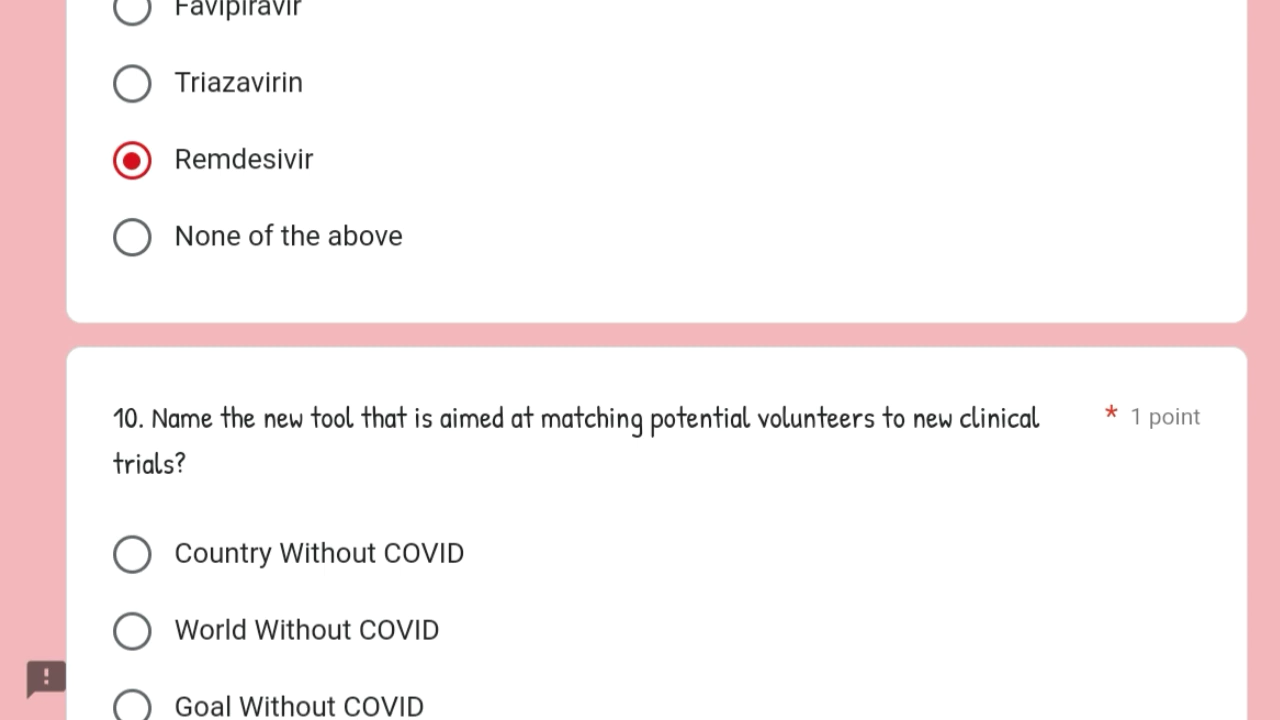 Favipiravir
Triazavirin
Remdesivir
None of the above
10. Name the new tool that is aimed at matching potential volunteers to new clinical * 1 point
trials?
Country Without COVID
World Without COVID
Goal Without COVID